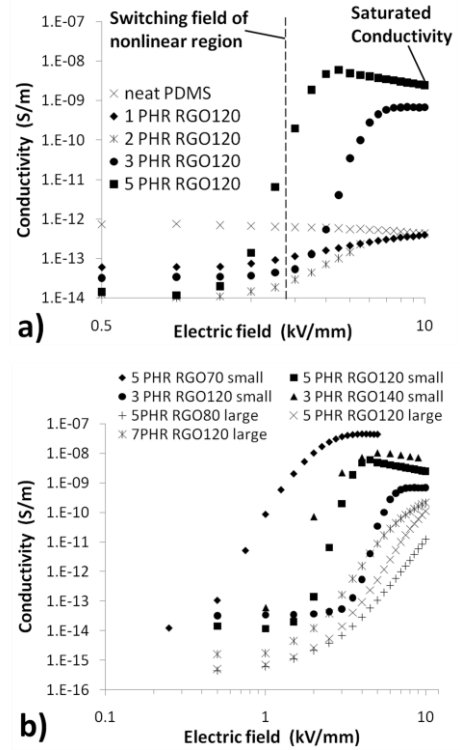 Switching field of
nonlinear region
Saturated
Conductivity
1.E-06
1.E-07
1.E-08
1.E-09
1.E-10
1.E-11
1.E-12
1.E-13
1.E-14
Conductivity (S/m)
neat PDMS
1 PHR RGO120
2 PHR RGO120
3 PHR RGO120
5 PHR RGO120
0.5
10
Electric field (kV/mm)
a)
5 PHR RGO70 small
5 PHR RGO120 small
3 PHR RGO120 small
3 PHR RGO140 small
5PHR RGO80 large
5 PHR RGO120 large
7PHR RGO120 large
1.E-07
1.E-08
1.E-09
1.E-10
1.E-11
1.E-12
1.E-13
1.E-14
1.E-15
1.E-16
Conductivity (S/m)
0.1
1
10
Electric field (kV/mm)
b)